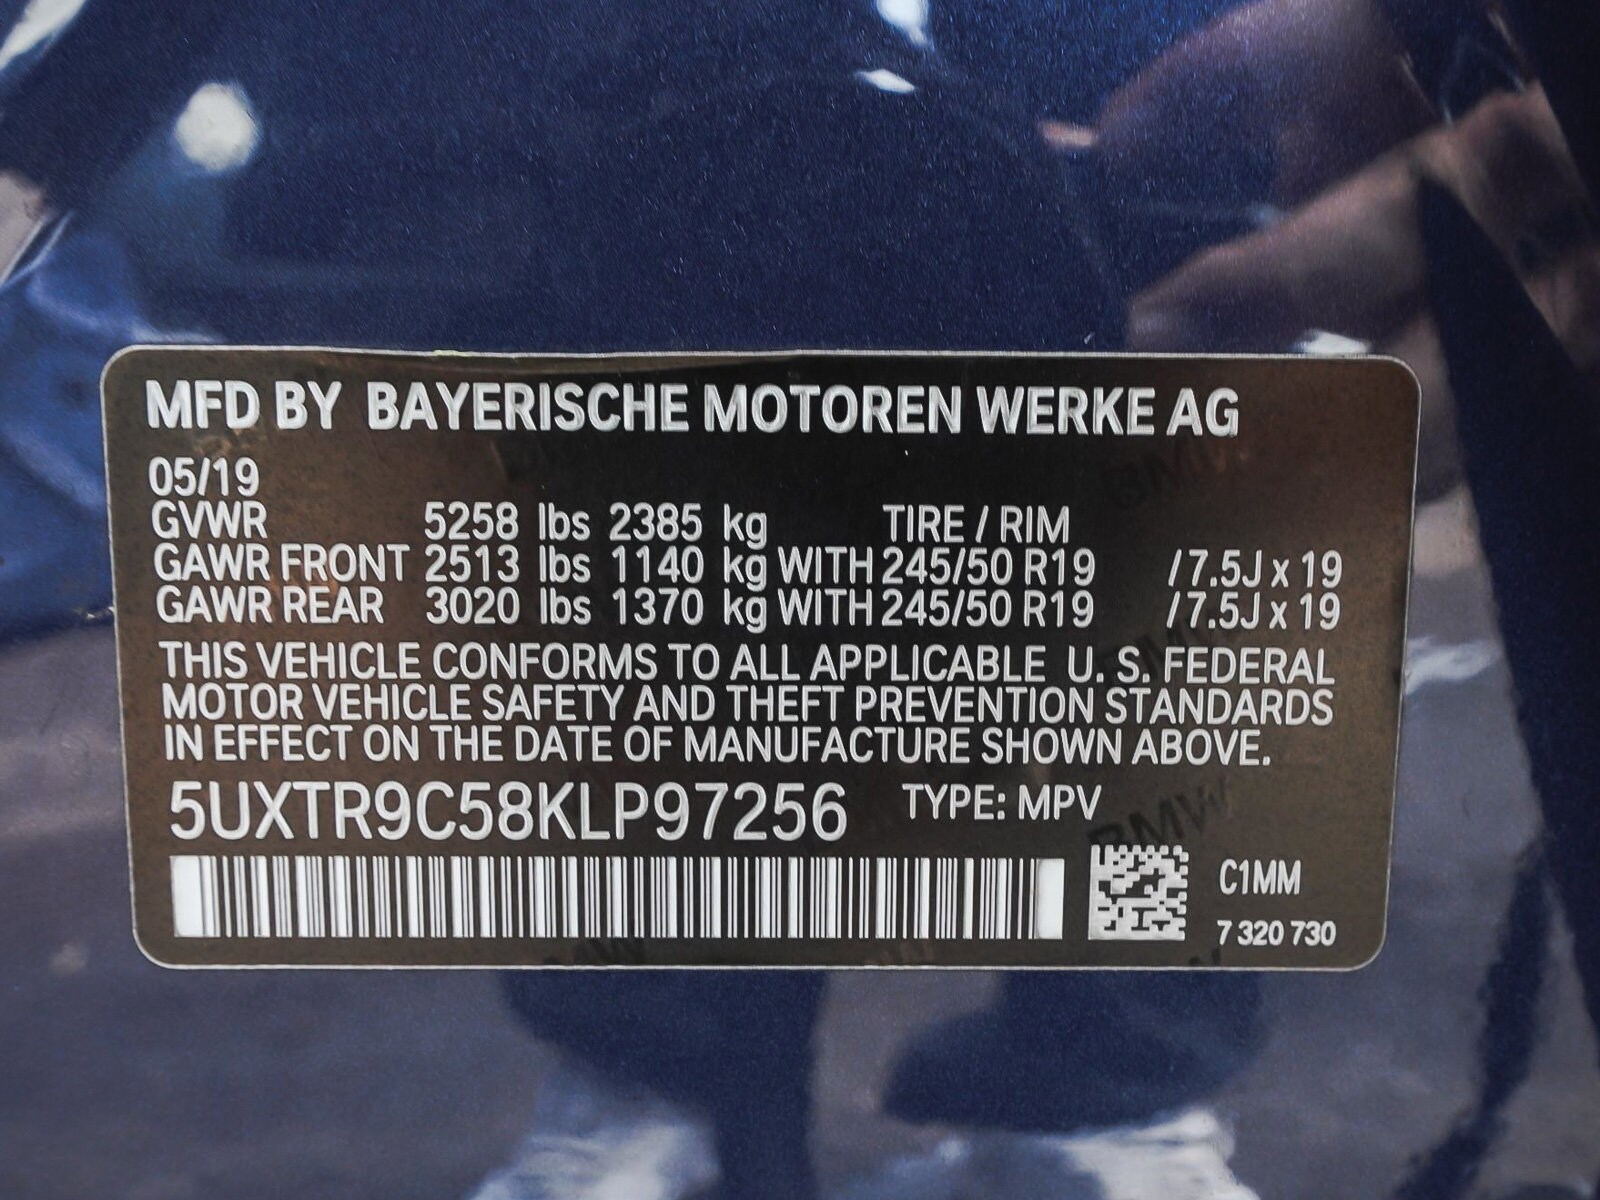 MFD BY BAYERISCHE MOTOREN WERKE AG
05/19
GVWR 5258 lbs 2385 kg TIRE / RIM
GAWR FRONT 2513 lbs 1140 kg WITH 245/50 R19 /7.5J x 19
GAWR REAR 3020 lbs 1370 kg WITH 245/50 R19 /7.5J x 19
THIS VEHICLE CONFORMS TO ALL APPLICABLE U. S. FEDERAL
MOTOR VEHICLE SAFETY AND THEFT PREVENTION STANDARDS
IN EFFECT ON THE DATE OF MANUFACTURE SHOWN ABOVE.
5UXTR9C58KLP97256 TYPE: MPV
BMW
C1MM
7 320 730